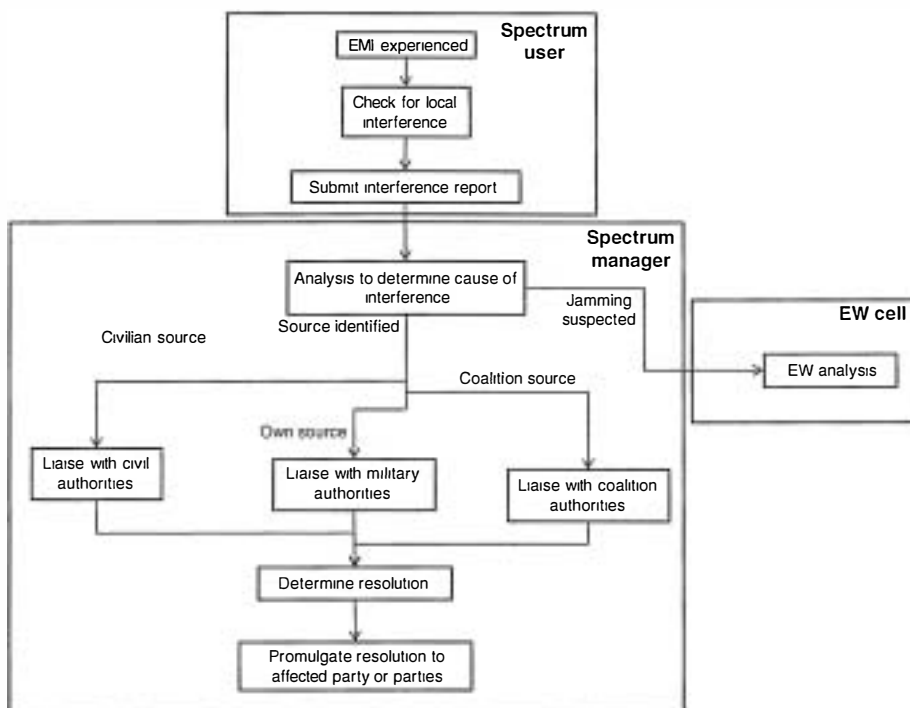 Spectrum
user
EMI experienced
Check for local
interference
Submit interference report
Spectrum
manager
Analysis to determine cause of
interference
Source identified
Jamming
suspected
EW cell
EW analysis
Civilian source
Coalition source
Own source
Liaise with civil
authorities
Liaise with military
authorities
Liaise with coalition
authorities
Determine resolution
Promulgate resolution to
affected party or parties